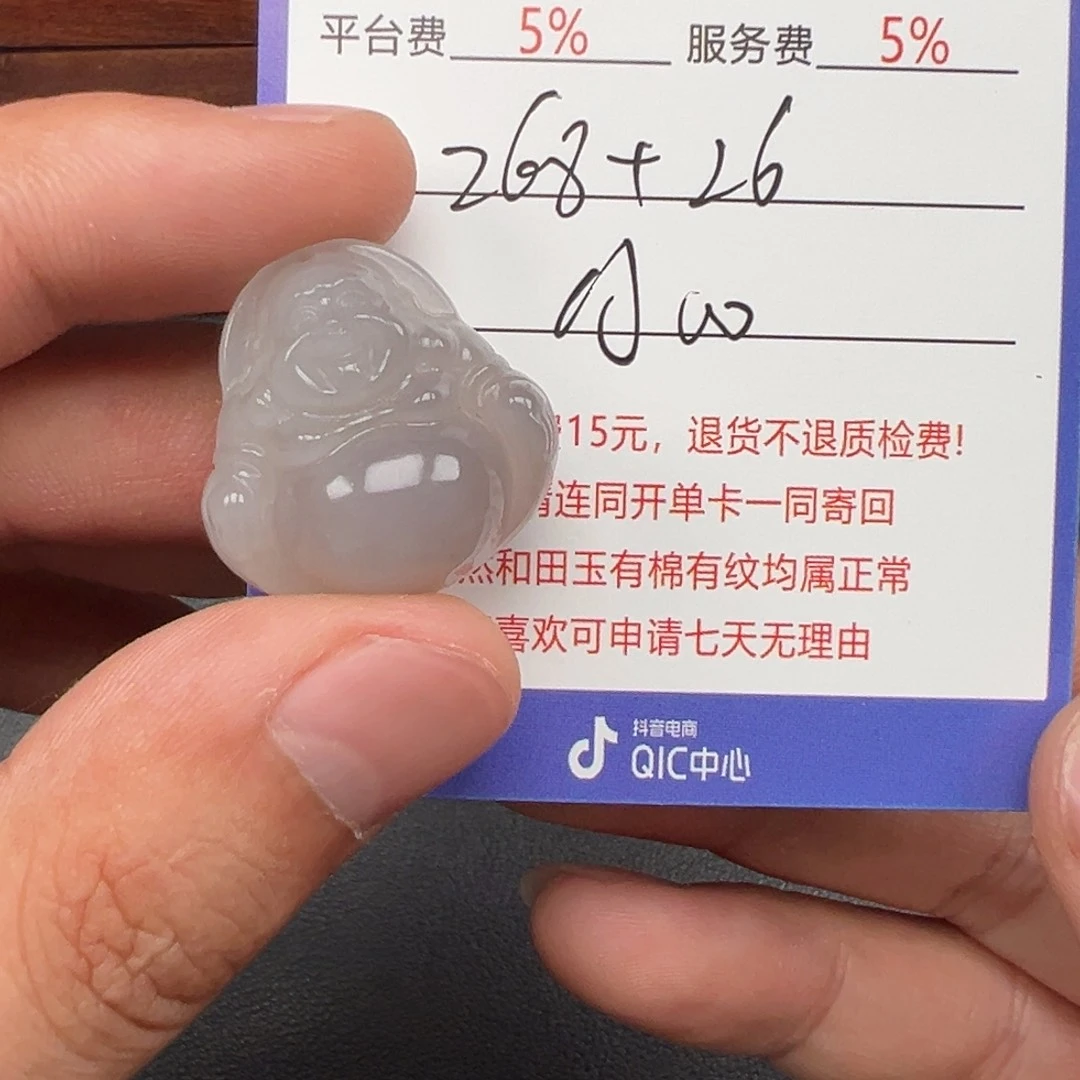 平台费 5% 服务费 5%
268+26
15元，退货不退质检费!
连同开单卡一同寄回
然和田玉有棉有纹均属正常
喜欢可申请七天无理由
抖音电商
QIC中心